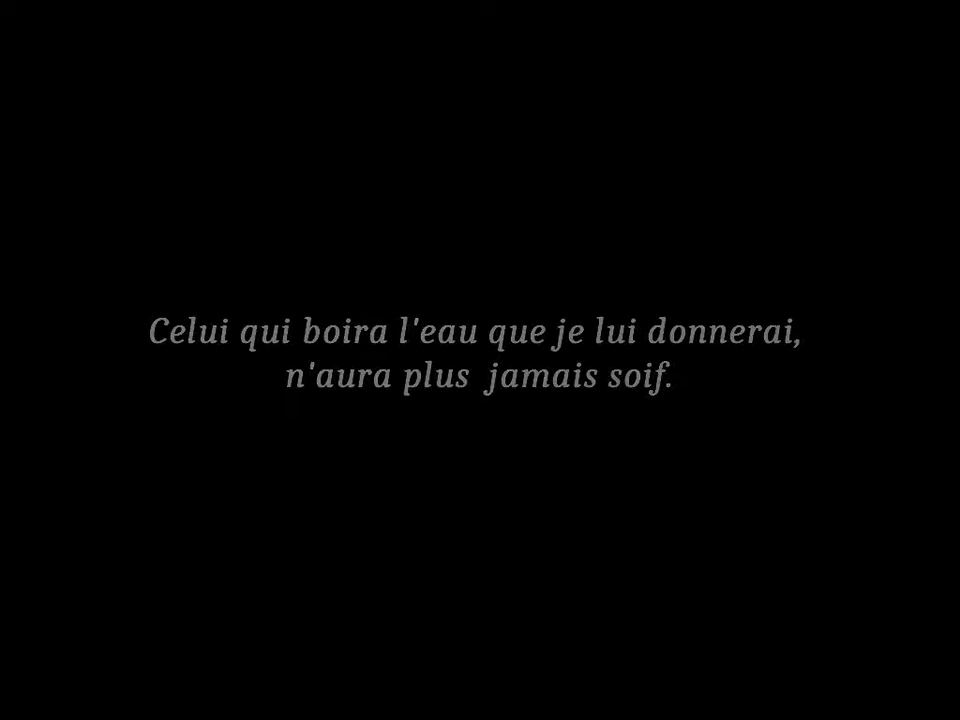 Celui qui boira l'eau que je lui donnerai,
n'aura plus  jamais soif.